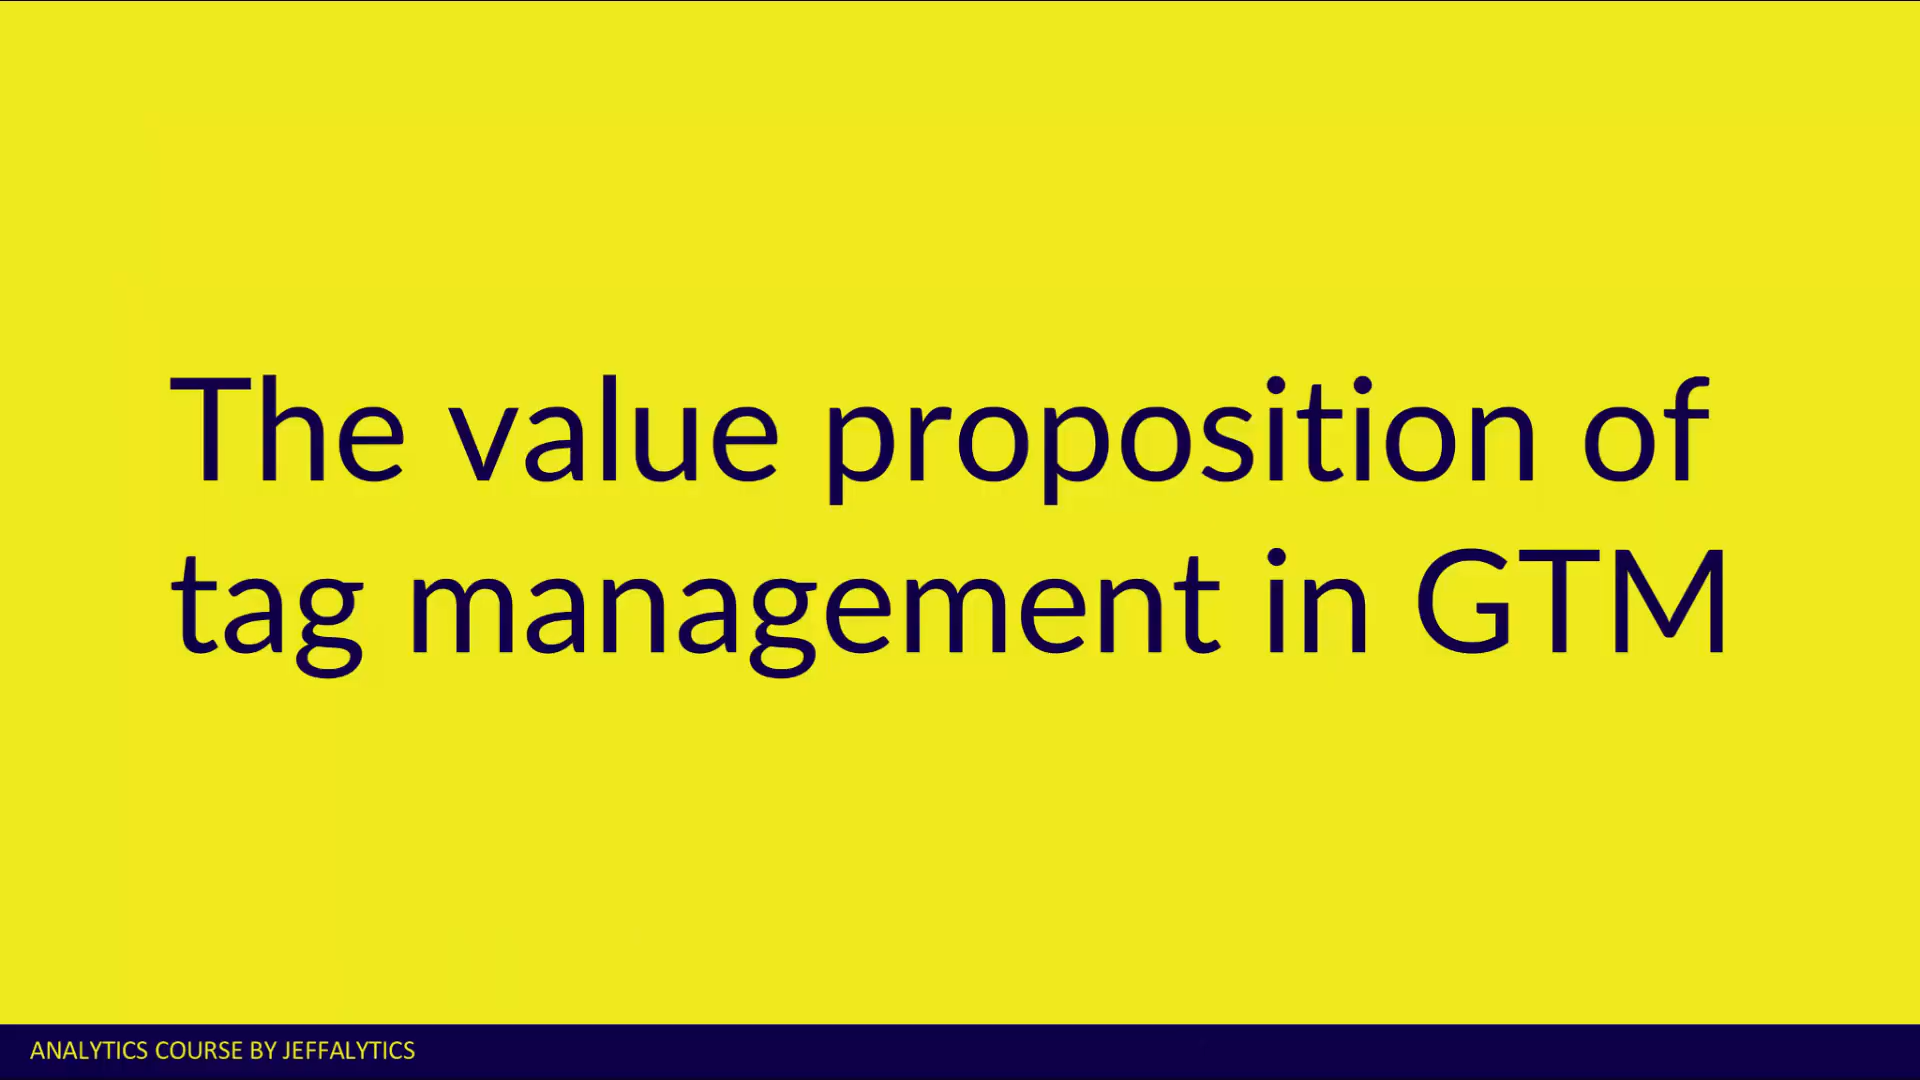 The value proposition of
tag management in GTM
ANALYTICS COURSE BY JEFFALYTICS